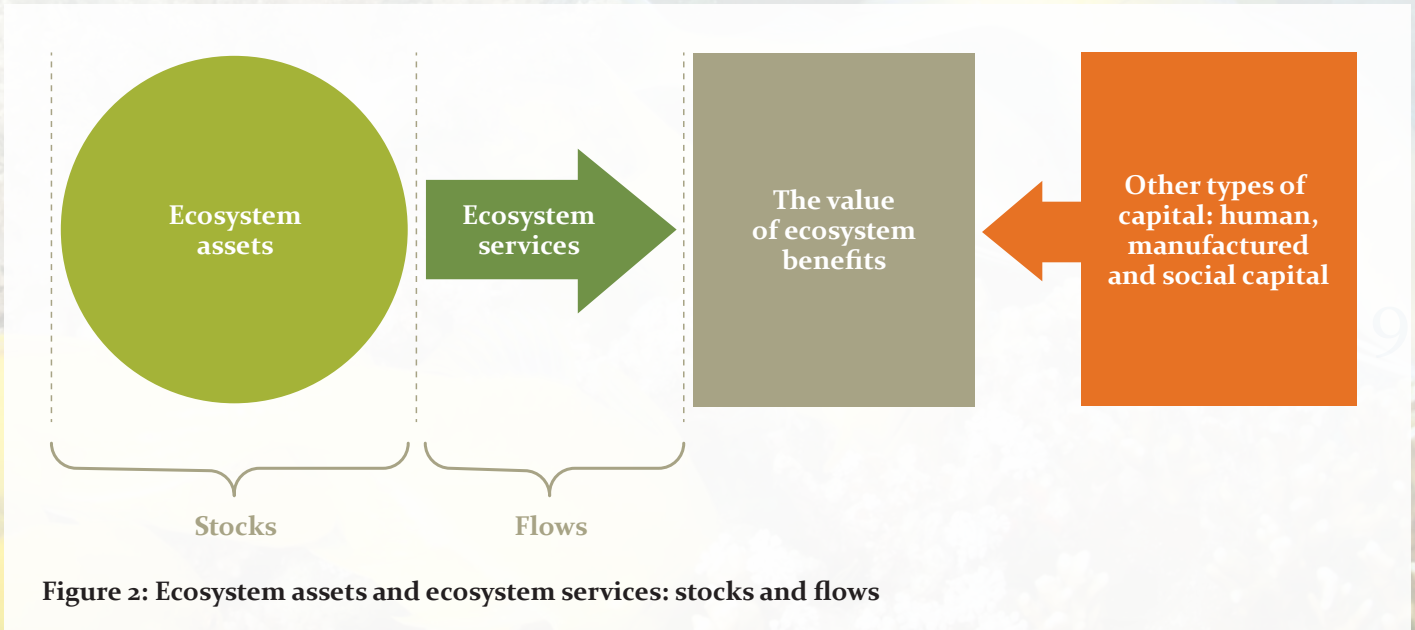 Ecosystem
assets
Ecosystem
services
The value
of ecosystem
benefits
Other types of
capital: human,
manufactured
and social capital
Stocks
Flows
Figure 2: Ecosystem assets and ecosystem services: stocks and flows